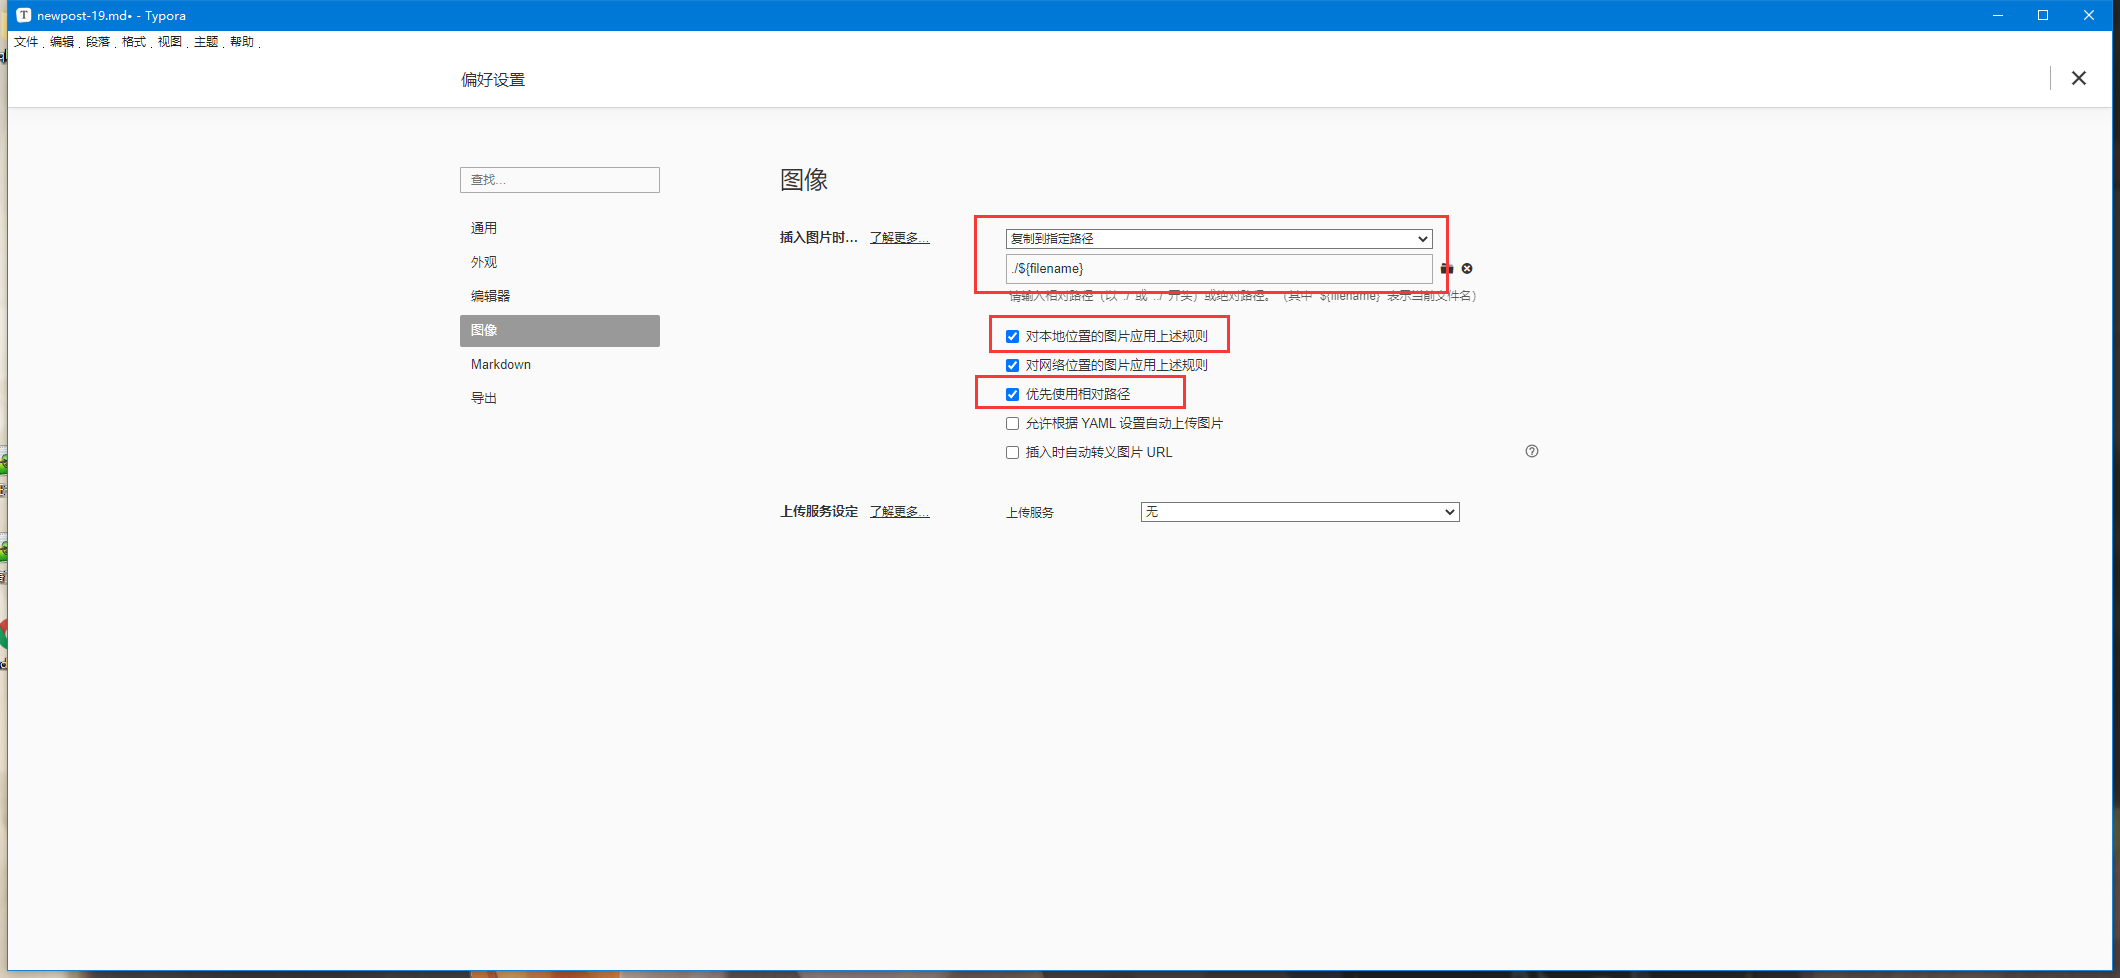 newpost-19.md• - Typora
文件 编辑 段落 格式 视图 主题 帮助
偏好设置
查找...
通用
外观
编辑器
图像
Markdown
导出
图像
插入图片时... 了解更多...
复制到指定路径
./${filename}
请输入相对路径（以 ./ 或 ../ 开头）或绝对路径。（其中 ${filename} 表示当前文件名）
对本地位置的图片应用上述规则
对网络位置的图片应用上述规则
优先使用相对路径
允许根据 YAML 设置自动上传图片
插入时自动转义图片 URL
上传服务设定 了解更多...
上传服务 无